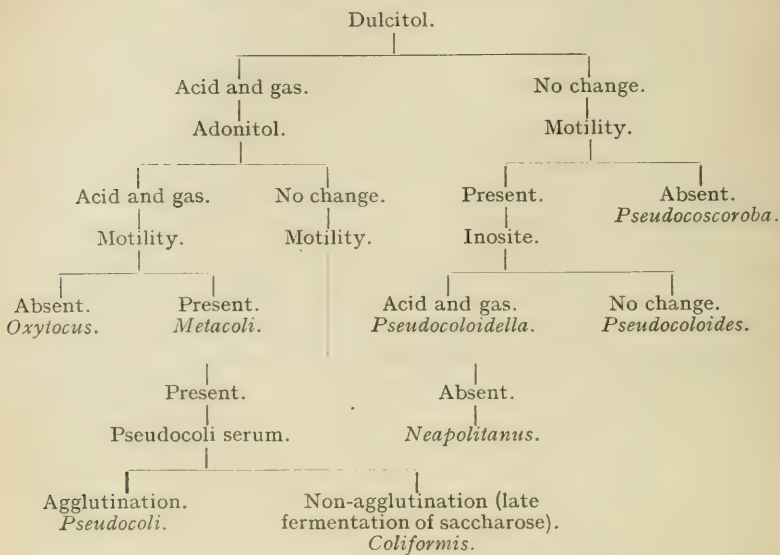 Dulcitol.
Acid and gas. No change.
Adonitol. Motility.
Acid and gas. No change. Present. Absent.
Pseudocoscoroba.
Motility. Motility. Inosite.
Absent. Present. Acid and gas. No change.
Oxytocus. Metacoli. Pseudocoloidella. Pseudocoloides.
Present. Absent.
Pseudocoli serum. Neapolitanus.
Agglutination. Non-agglutination (late
Pseudocoli. fermentation of saccharose).
Coliformis.